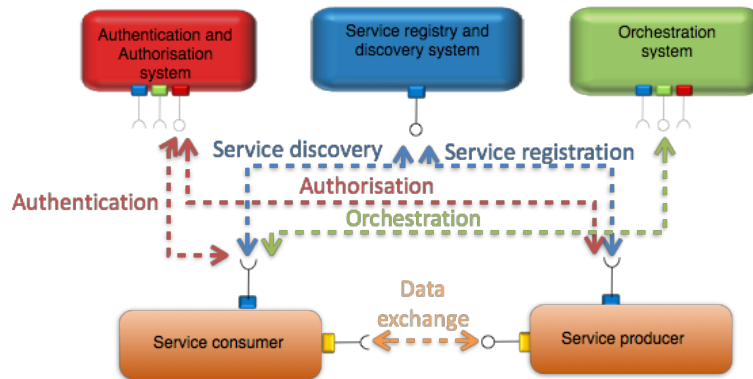 Authentication and
Authorisation
system
Service registry and
discovery system
Orchestration
system
Service discovery
Service registration
Authorisation
Authentication
Orchestration
Data
exchange
Service consumer
Service producer